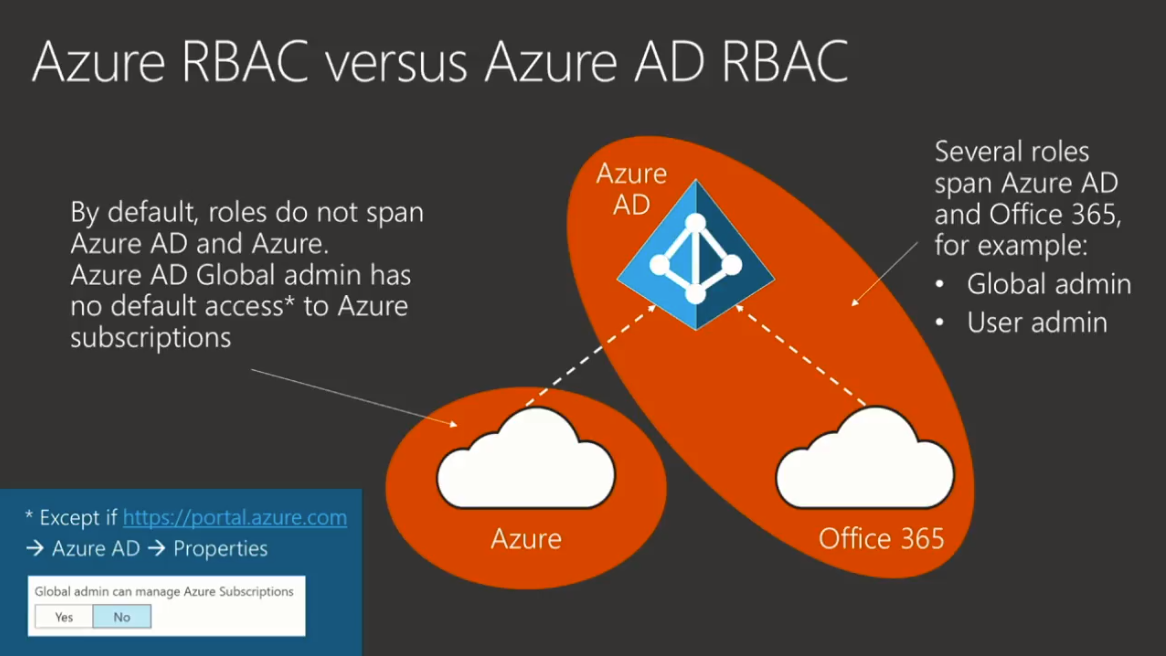 Azure RBAC versus Azure AD RBAC
By default, roles do not span
Azure AD and Azure.
Azure AD Global admin has
no default access* to Azure
subscriptions
Azure
AD
Several roles
span Azure AD
and Office 365,
for example:
• Global admin
• User admin
Azure
Office 365
* Except if https://portal.azure.com
→ Azure AD → Properties
Global admin can manage Azure Subscriptions
Yes No